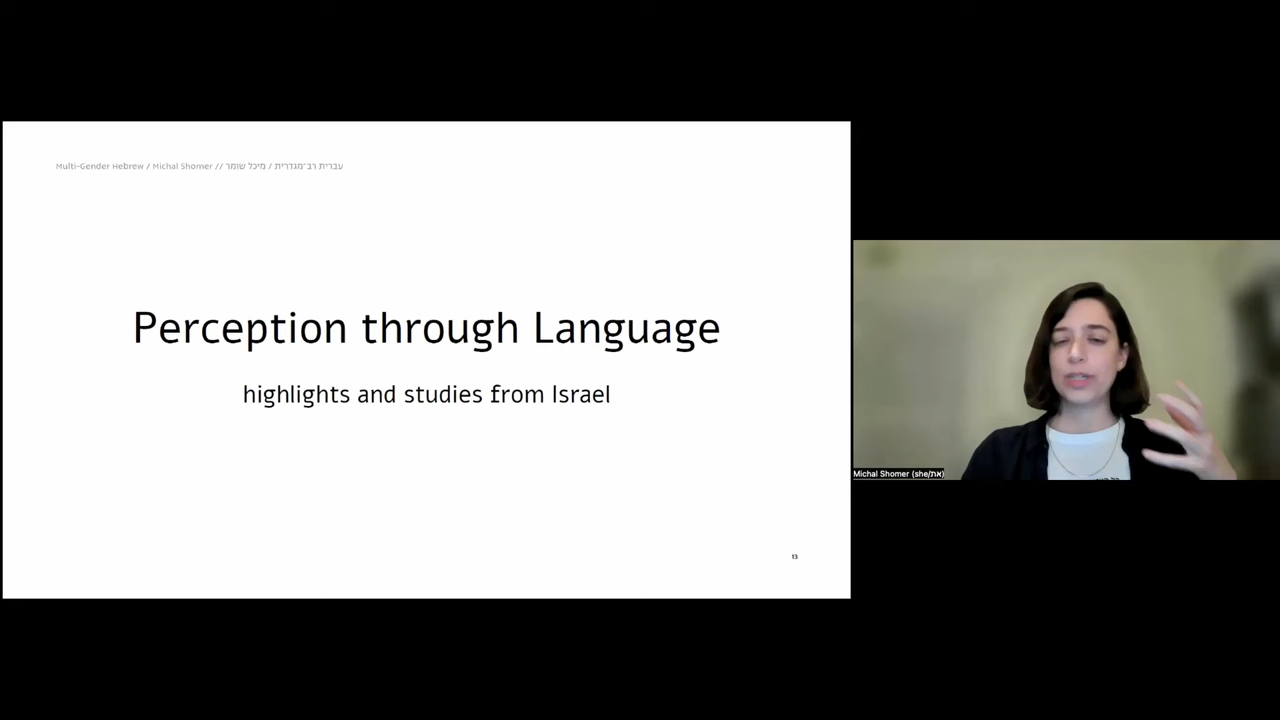 Multi-Gender Hebrew / Michal Shomer // עברית רב־מגדרית / מיכל שומר
Perception through Language
highlights and studies from Israel
13
Michal Shomer (she/את)